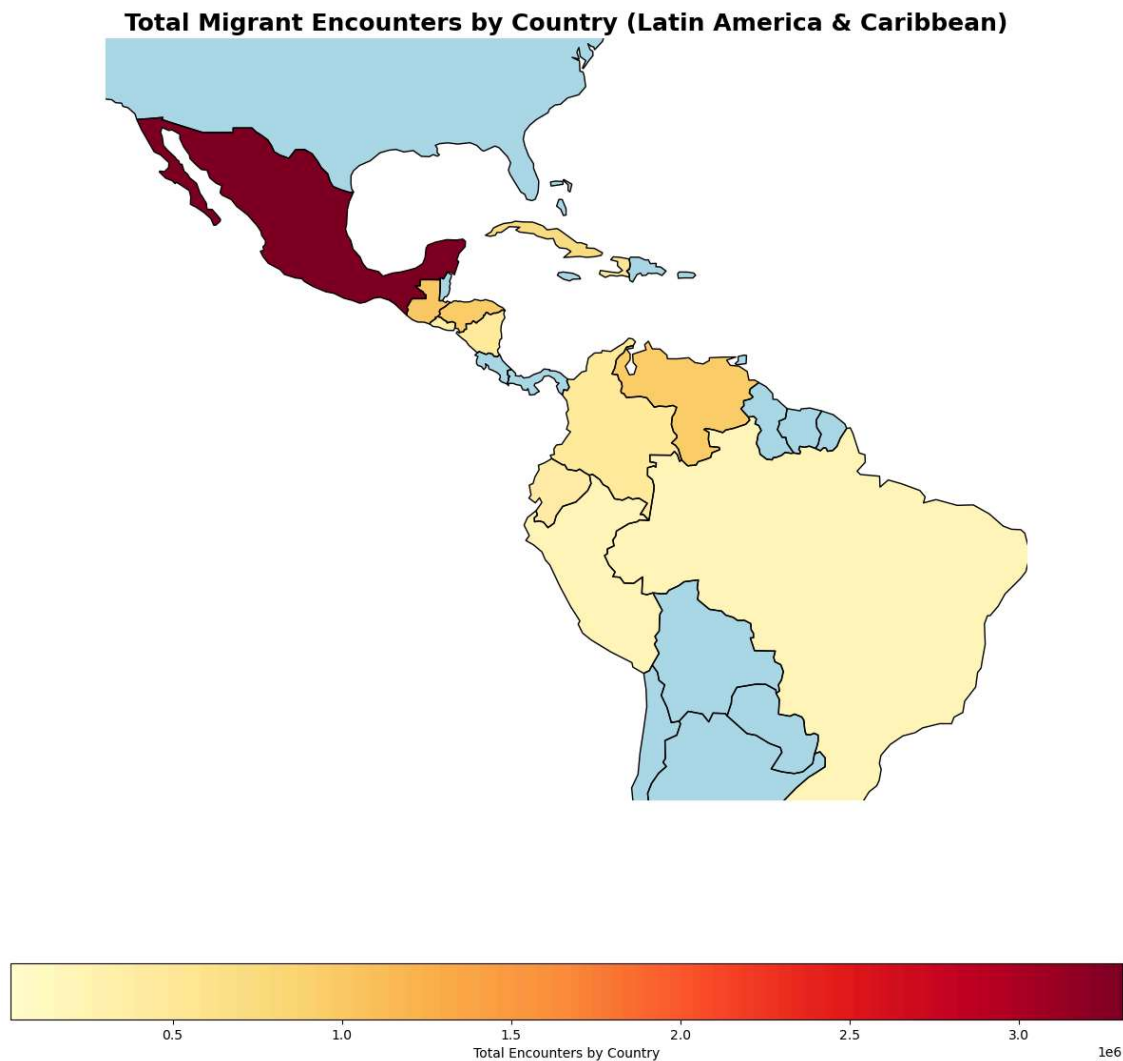 Total Migrant Encounters by Country (Latin America & Caribbean)
0.5 1.0 1.5 2.0 2.5 3.0
1e6
Total Encounters by Country